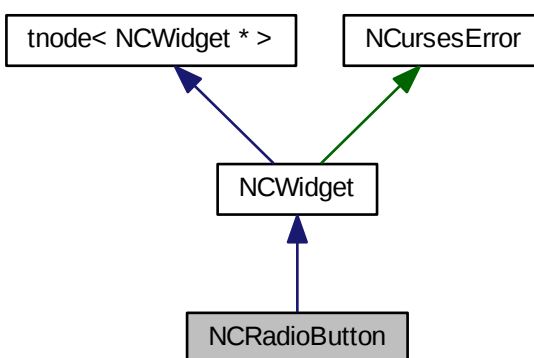 tnode< NCWidget * >
NCursesError
NCWidget
NCRadioButton